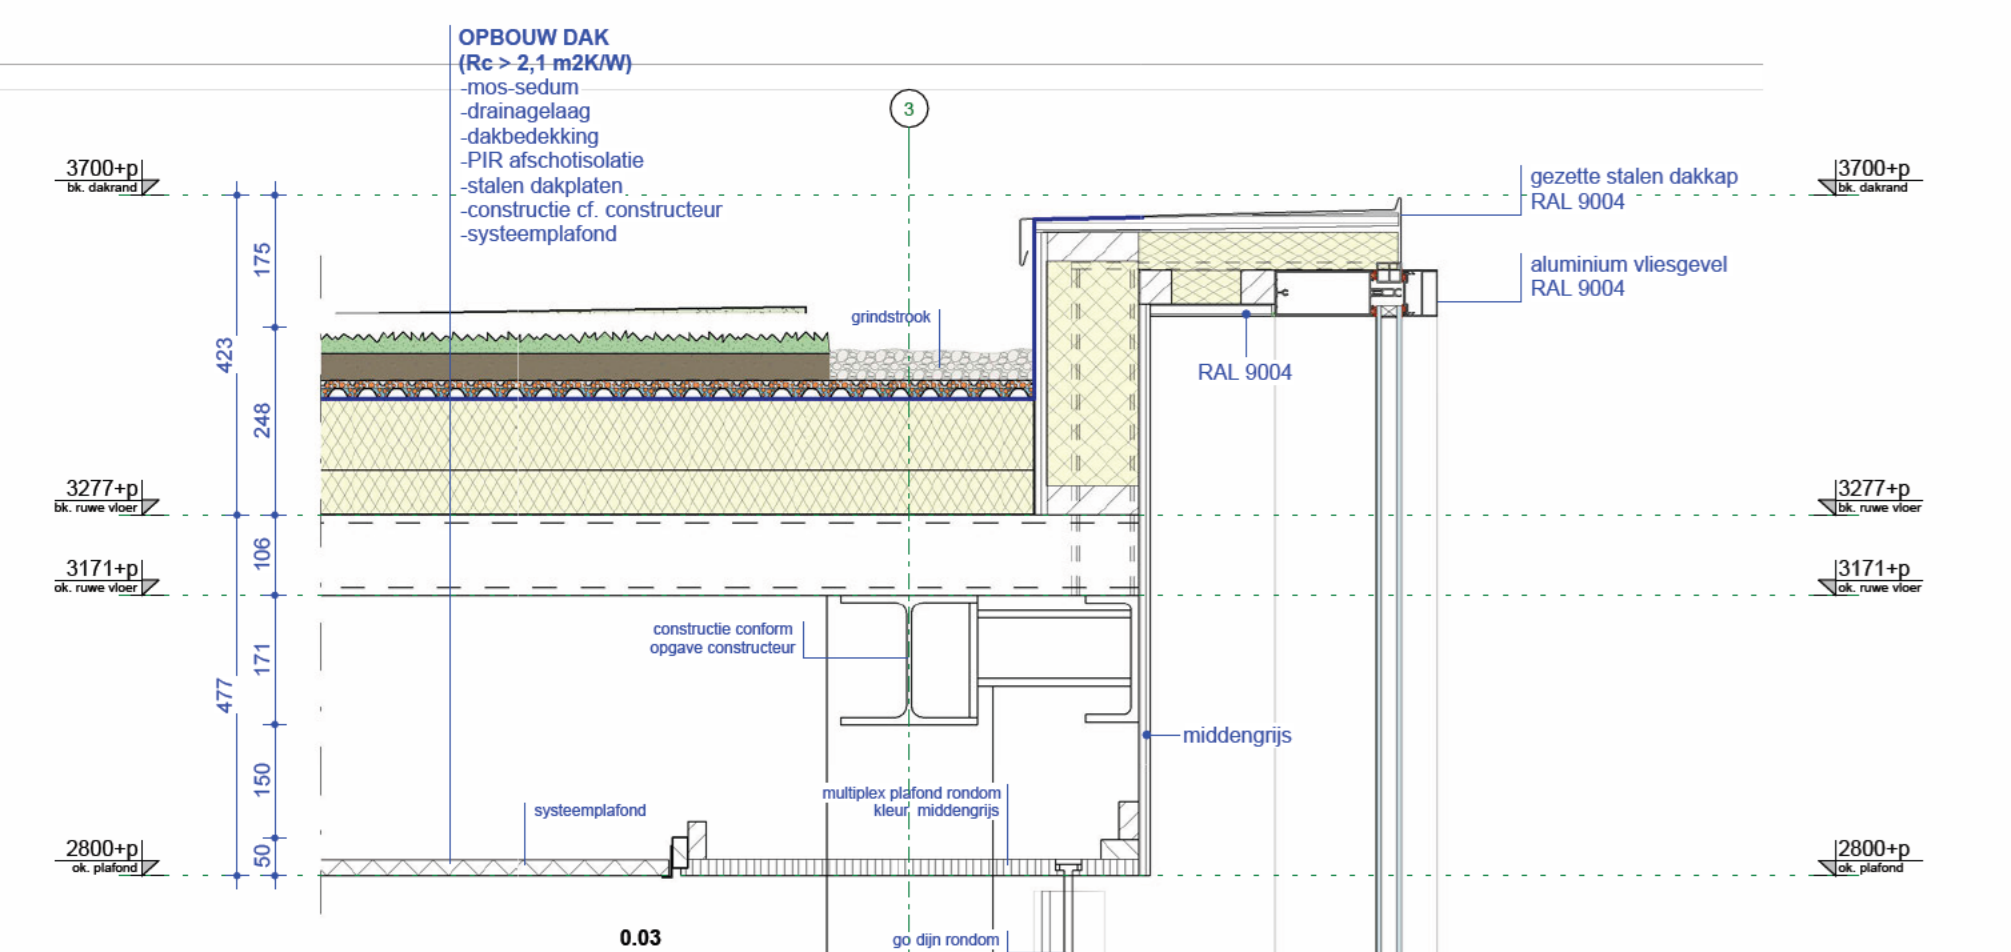 OPBOUW DAK
(Rc > 2,1 m2K/W)
-mos-sedum
-drainagelaag
-dakbedekking
-PIR afschotisolatie
-stalen dakplaten
-constructie cf. constructeur
-systeemplafond
3
3700+p
bk. dakrand
3700+p
bk. dakrand
gezette stalen dakkap
RAL 9004
aluminium vliesgevel
RAL 9004
175
grindstrook
423
RAL 9004
248
3277+p
bk. ruwe vloer
3277+p
bk. ruwe vloer
106
3171+p
ok. ruwe vloer
3171+p
ok. ruwe vloer
constructie conform
opgave constructeur
171
477
middengrijs
150
multiplex plafond rondom
kleur middengrijs
systeemplafond
50
2800+p
ok. plafond
2800+p
ok. plafond
0.03
go dijn rondom